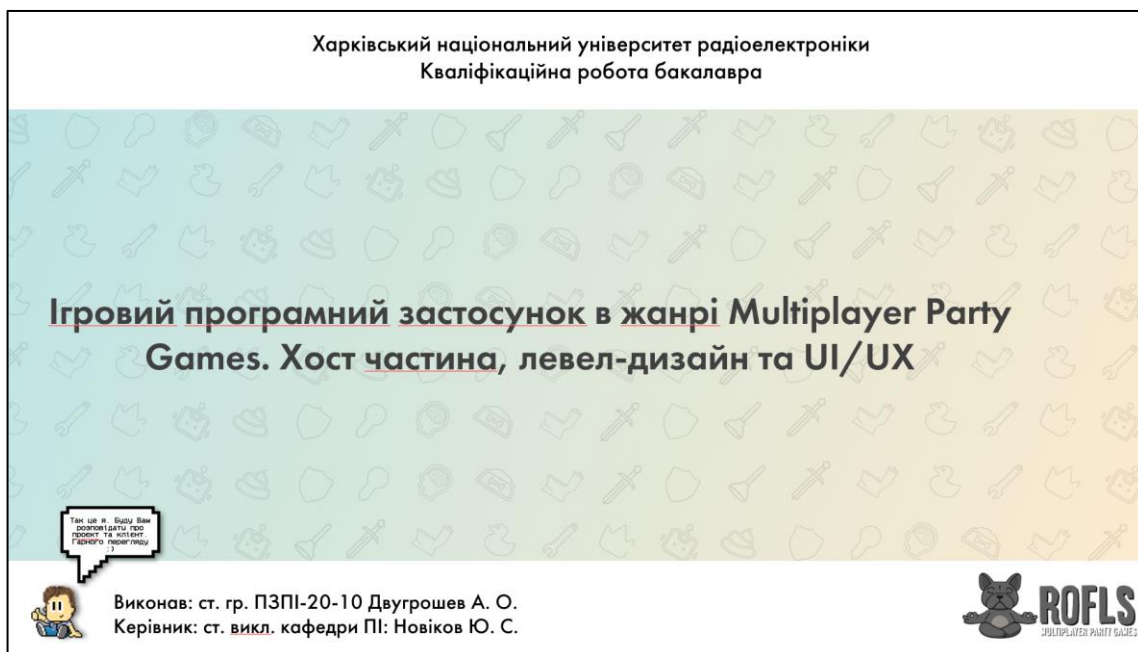 Харківський національний університет радіоелектроніки
Кваліфікаційна робота бакалавра
Ігровий програмний застосунок в жанрі Multiplayer Party
Games. Хост частина, левел-дизайн та UI/UX
Так це я. Буду Вам
розповідати про
проєкт та клієнт.
Гарного перегляду
:)
Виконав: ст. гр. ПЗПІ-20-10 Двугрошев А. О.
Керівник: ст. викл. кафедри ПІ: Новіков Ю. С.
ROFLS
MULTIPLAYER PARTY GAMES